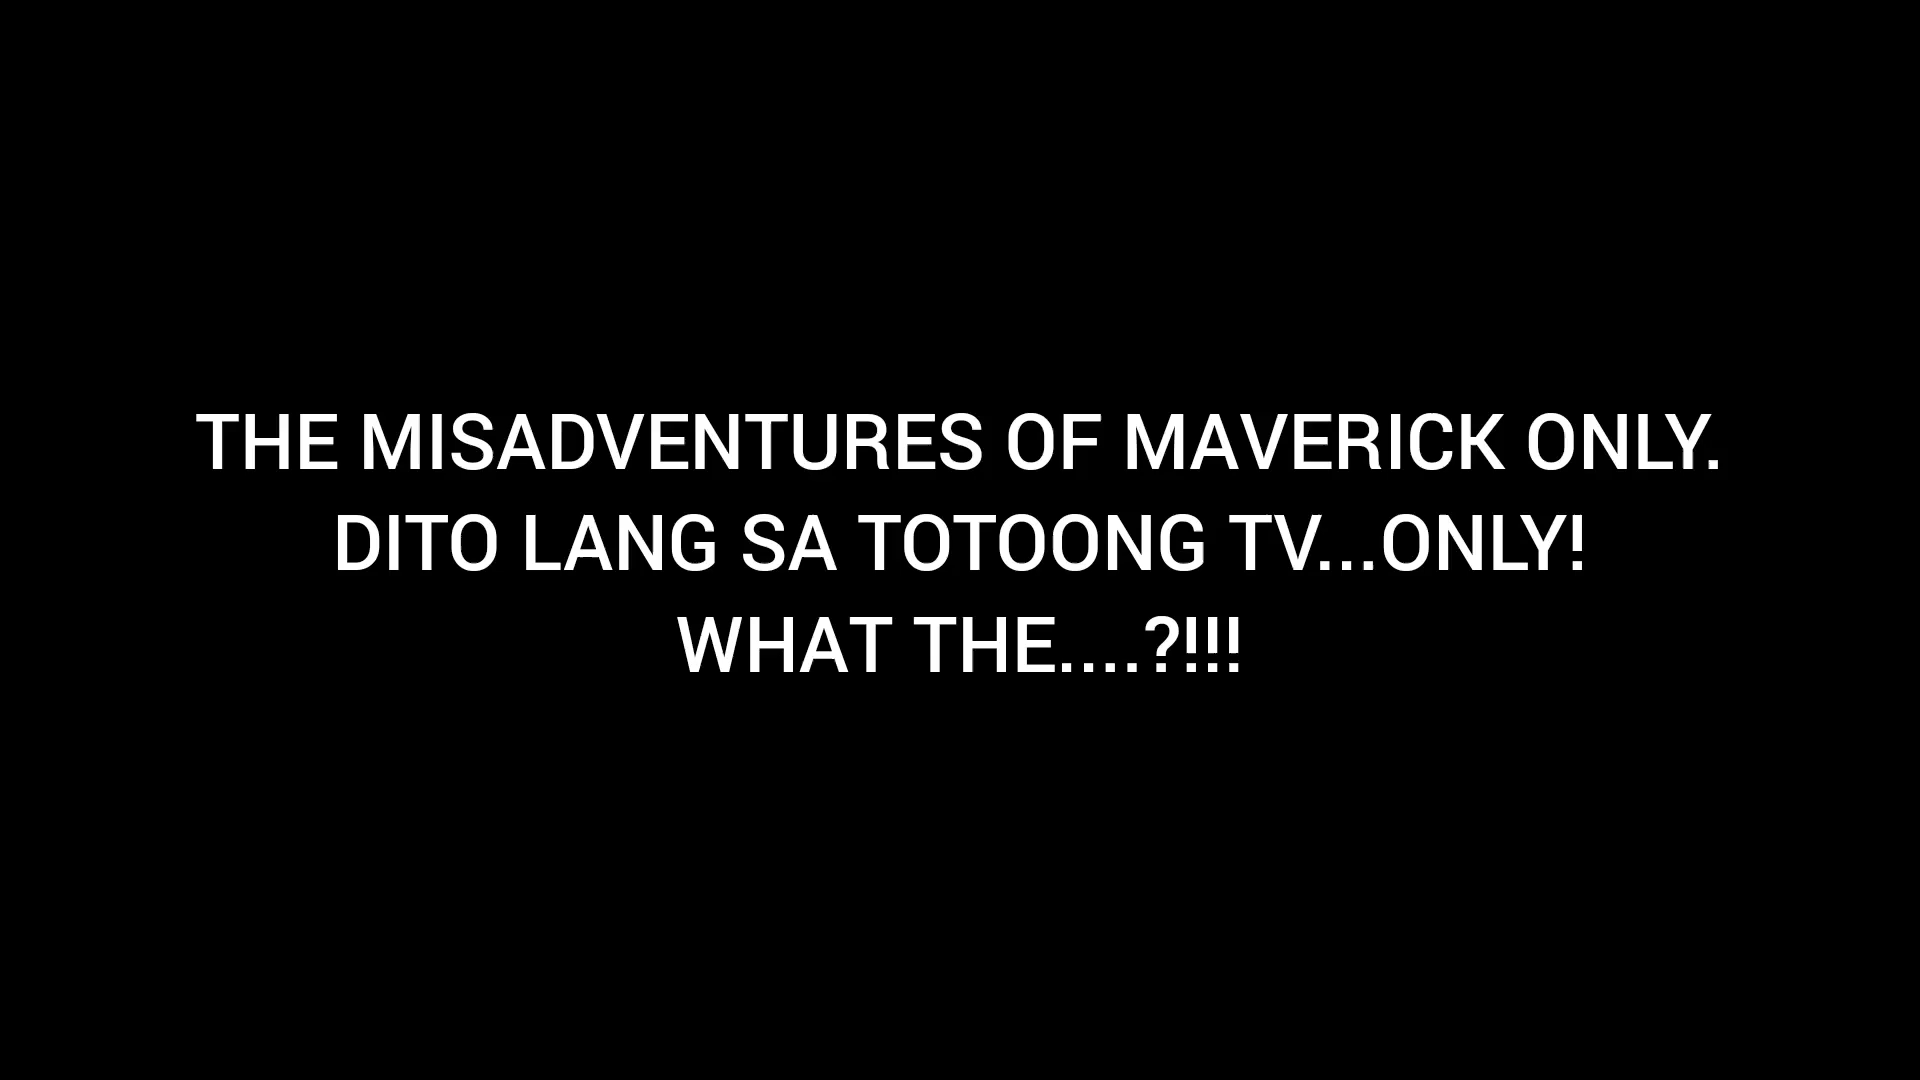 THE MISADVENTURES OF MAVERICK ONLY.
DITO LANG SA TOTOONG TV...ONLY!
WHAT THE....?!!!